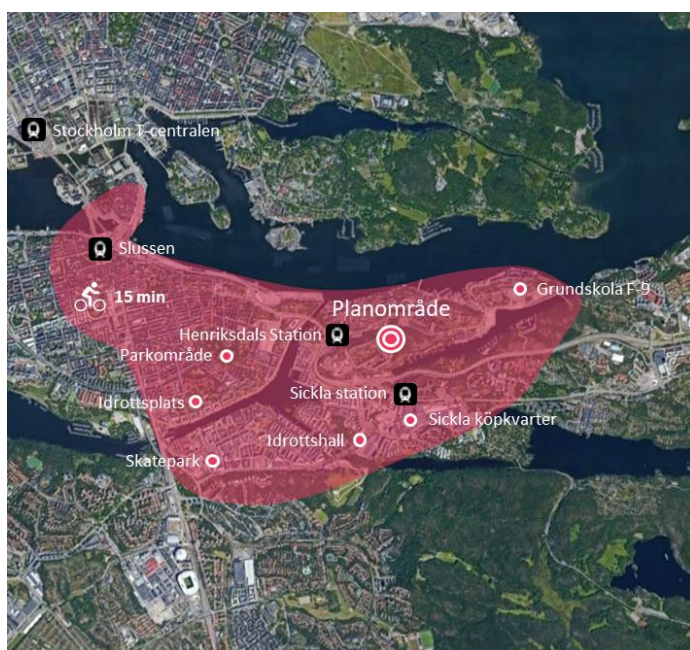 Stockholm T-centralen
Slussen
15 min
Grundskola F-9
Planområde
Henriksdals Station
Parkområde
Sickla station
Idrottsplats
Sickla köpkvarter
Idrottshall
Skatepark